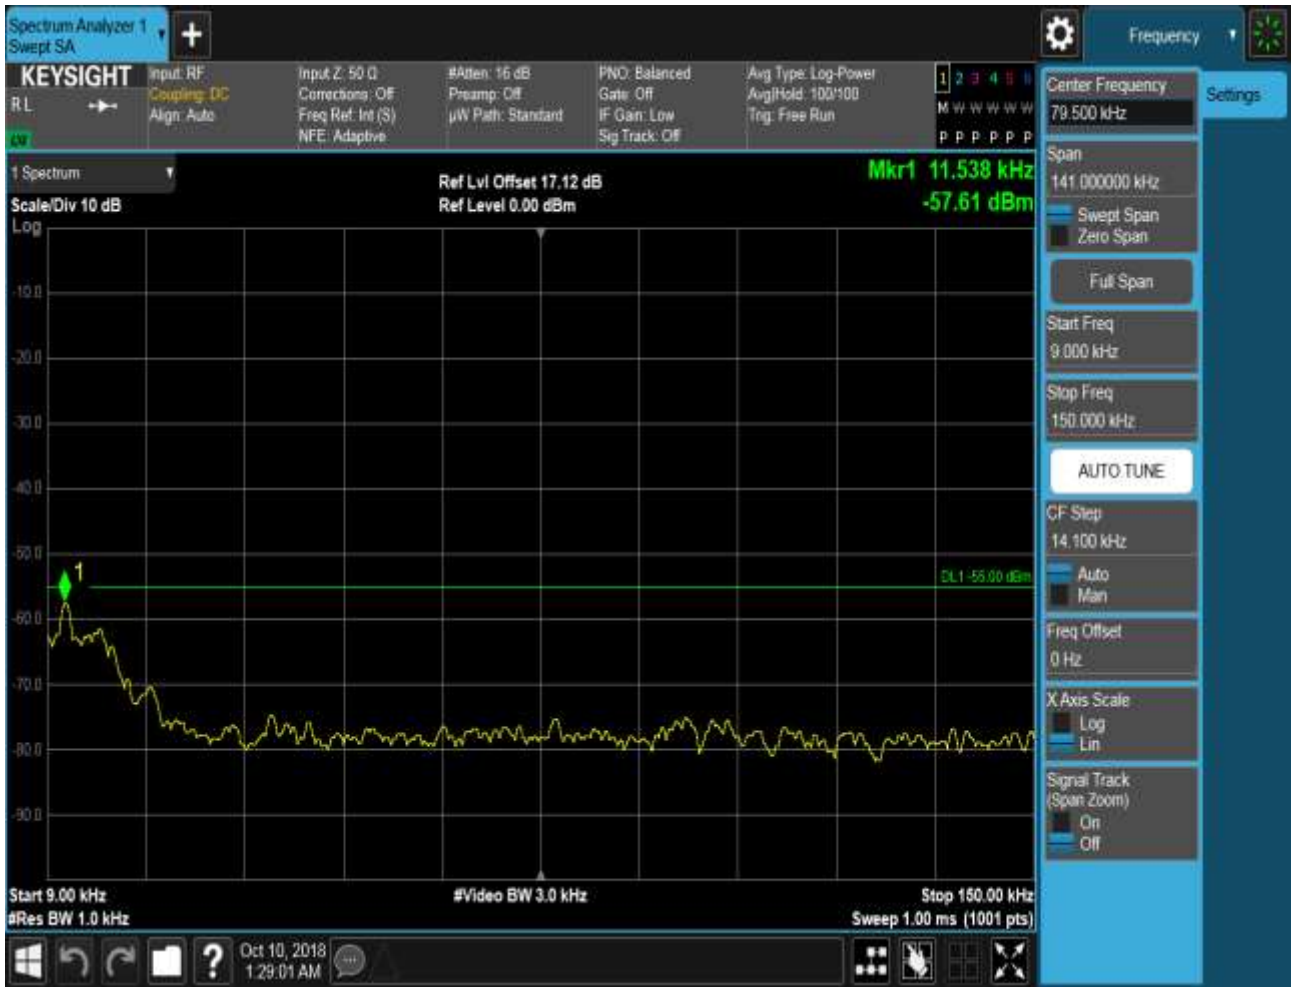 Spectrum Analyzer 1
Swept SA
+
Frequency
KEYSIGHT
RL
LXI
Input: RF
Coupling: DC
Align: Auto
Input Z: 50 Ω
Corrections: Off
Freq Ref: Int (S)
NFE: Adaptive
#Atten: 16 dB
Preamp: Off
µW Path: Standard
PNO: Balanced
Gate: Off
IF Gain: Low
Sig Track: Off
Avg Type: Log-Power
Avg|Hold: 100/100
Trig: Free Run
1 2 3 4 5 6
M W W W W W
P P P P P P
1 Spectrum
Scale/Div 10 dB
Log
Ref Lvl Offset 17.12 dB
Ref Level 0.00 dBm
Mkr1 11.538 kHz
-57.61 dBm
-10.0
-20.0
-30.0
-40.0
-50.0
-60.0
-70.0
-80.0
-90.0
1
DL1 -55.00 dBm
Start 9.00 kHz
#Res BW 1.0 kHz
#Video BW 3.0 kHz
Stop 150.00 kHz
Sweep 1.00 ms (1001 pts)
?
Oct 10, 2018
1:29:01 AM
Center Frequency
79.500 kHz
Settings
Span
141.000000 kHz
Swept Span
Zero Span
Full Span
Start Freq
9.000 kHz
Stop Freq
150.000 kHz
AUTO TUNE
CF Step
14.100 kHz
Auto
Man
Freq Offset
0 Hz
X Axis Scale
Log
Lin
Signal Track
(Span Zoom)
On
Off